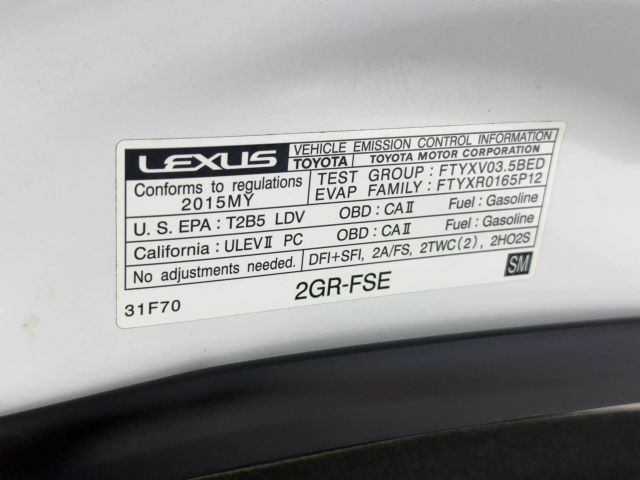 LEXUS VEHICLE EMISSION CONTROL INFORMATION
TOYOTA TOYOTA MOTOR CORPORATION
Conforms to regulations
2015MY
TEST GROUP : FTYXV03.5BED
EVAP FAMILY : FTYXR0165P12
U. S. EPA : T2B5 LDV OBD : CAⅡ Fuel : Gasoline
California : ULEVⅡ PC OBD : CAⅡ Fuel : Gasoline
No adjustments needed. DFI+SFI, 2A/FS, 2TWC(2), 2HO2S
31F70 2GR-FSE SM